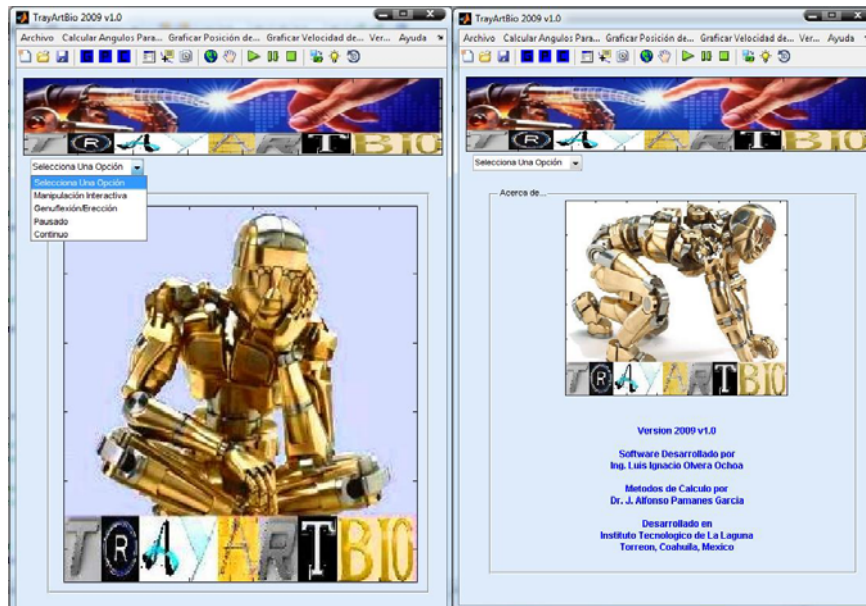 TrayArtBio 2009 v1.0
Archivo Calcular Angulos Para... Graficar Posición de... Graficar Velocidad de... Ver... Ayuda
TRAYARTBIO
Selecciona Una Opción
Selecciona Una Opción
Manipulación Interactiva
Genuflexión/Erección
Pausado
Continuo
TRAYARTBIO
TrayArtBio 2009 v1.0
Archivo Calcular Angulos Para... Graficar Posición de... Graficar Velocidad de... Ver... Ayuda
TRAYARTBIO
Selecciona Una Opción
Acerca de...
TRAYARTBIO
Version 2009 v1.0
Software Desarrollado por
Ing. Luis Ignacio Olvera Ochoa
Metodos de Calculo por
Dr. J. Alfonso Pamanes Garcia
Desarrollado en
Instituto Tecnologico de La Laguna
Torreon, Coahuila, Mexico